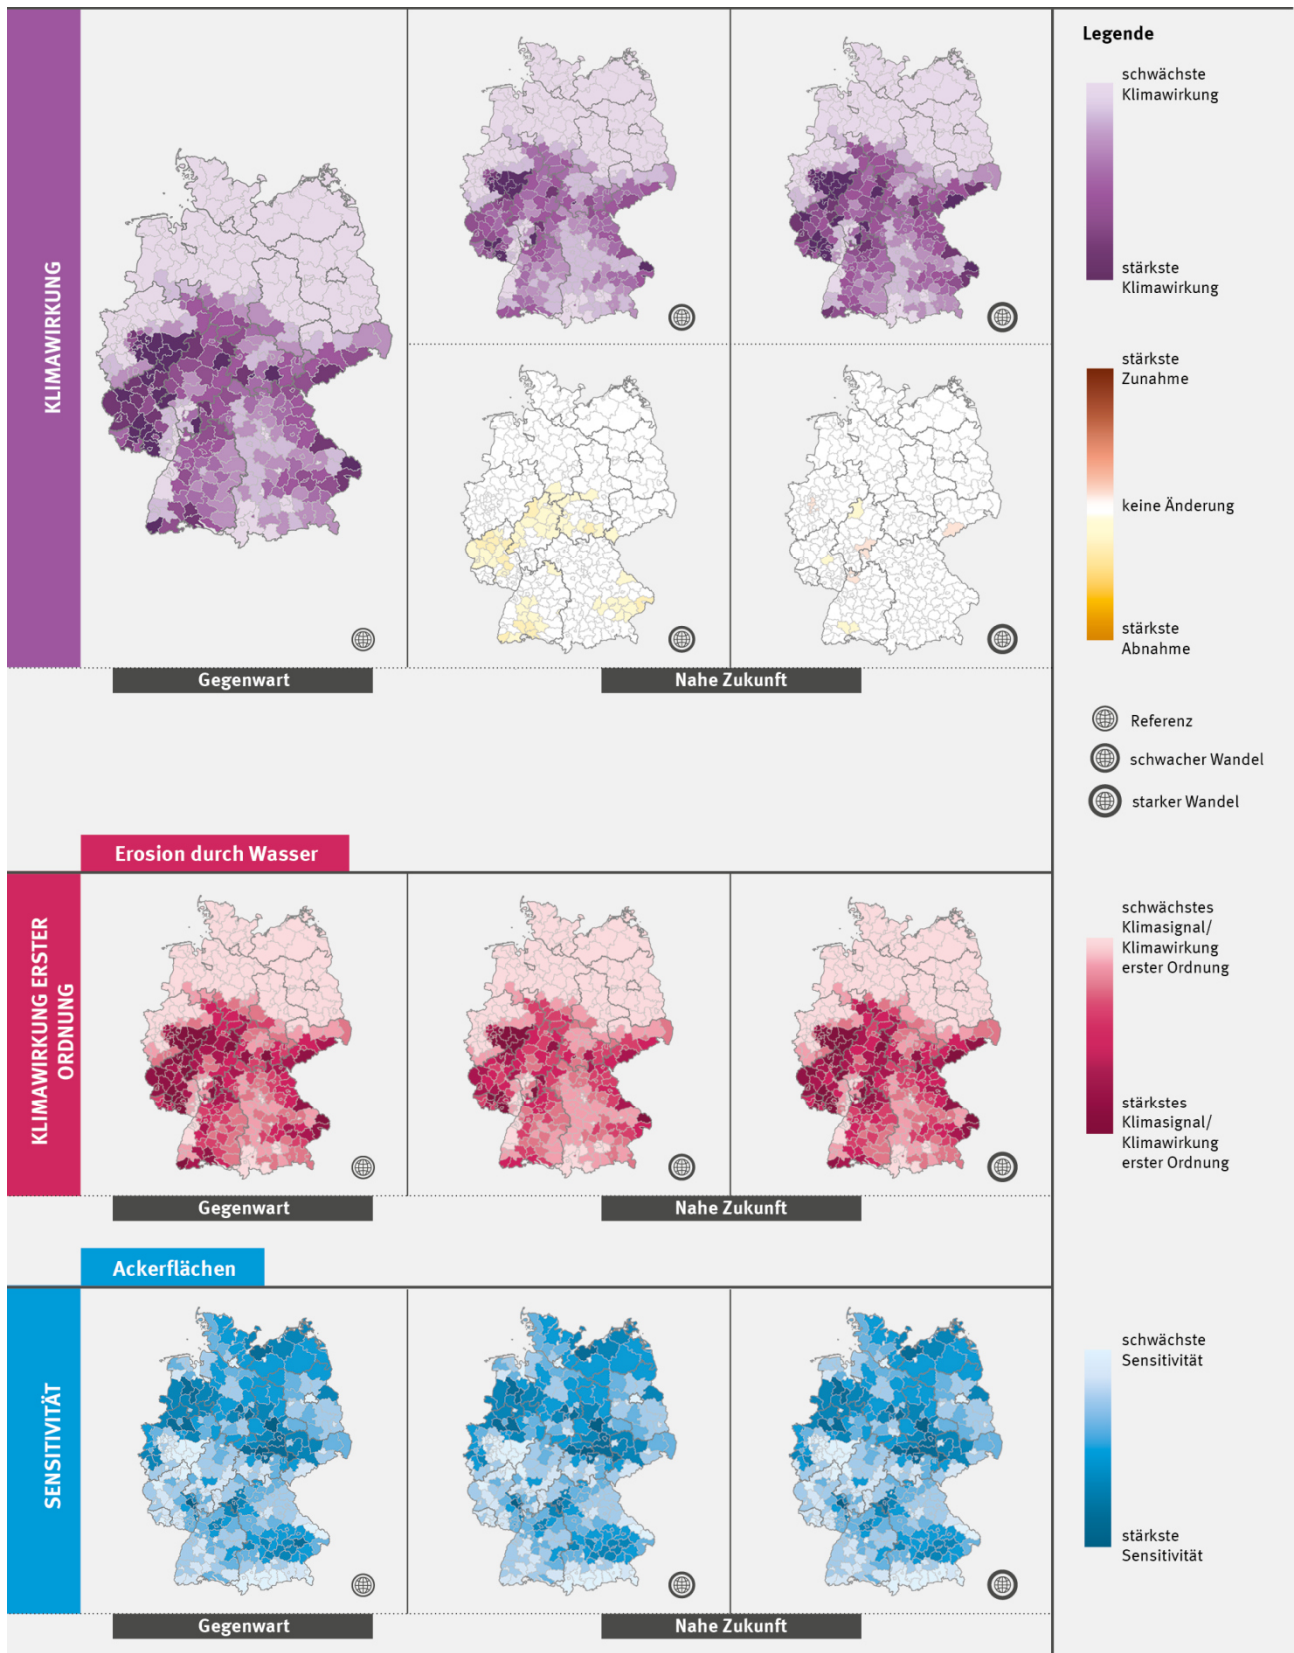 KLIMAWIRKUNG
Gegenwart
Nahe Zukunft
Erosion durch Wasser
KLIMAWIRKUNG ERSTER
ORDNUNG
Gegenwart
Nahe Zukunft
Ackerflächen
SENSITIVITÄT
Gegenwart
Nahe Zukunft
Legende
schwächste
Klimawirkung
stärkste
Klimawirkung
stärkste
Zunahme
keine Änderung
stärkste
Abnahme
Referenz
schwacher Wandel
starker Wandel
schwächstes
Klimasignal/
Klimawirkung
erster Ordnung
stärkstes
Klimasignal/
Klimawirkung
erster Ordnung
schwächste
Sensitivität
stärkste
Sensitivität